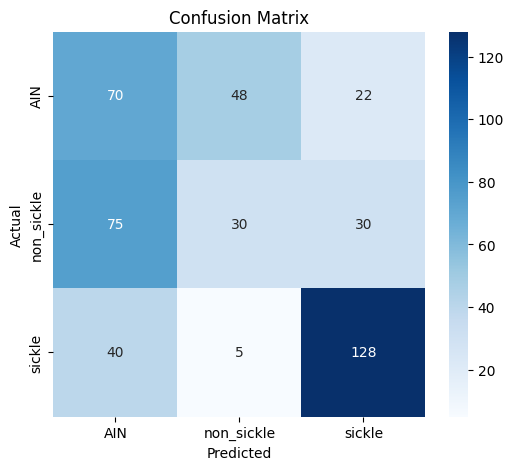 Confusion Matrix
AIN
non_sickle
sickle
Actual
70 48 22
75 30 30
40 5 128
AIN non_sickle sickle
Predicted
120
100
80
60
40
20